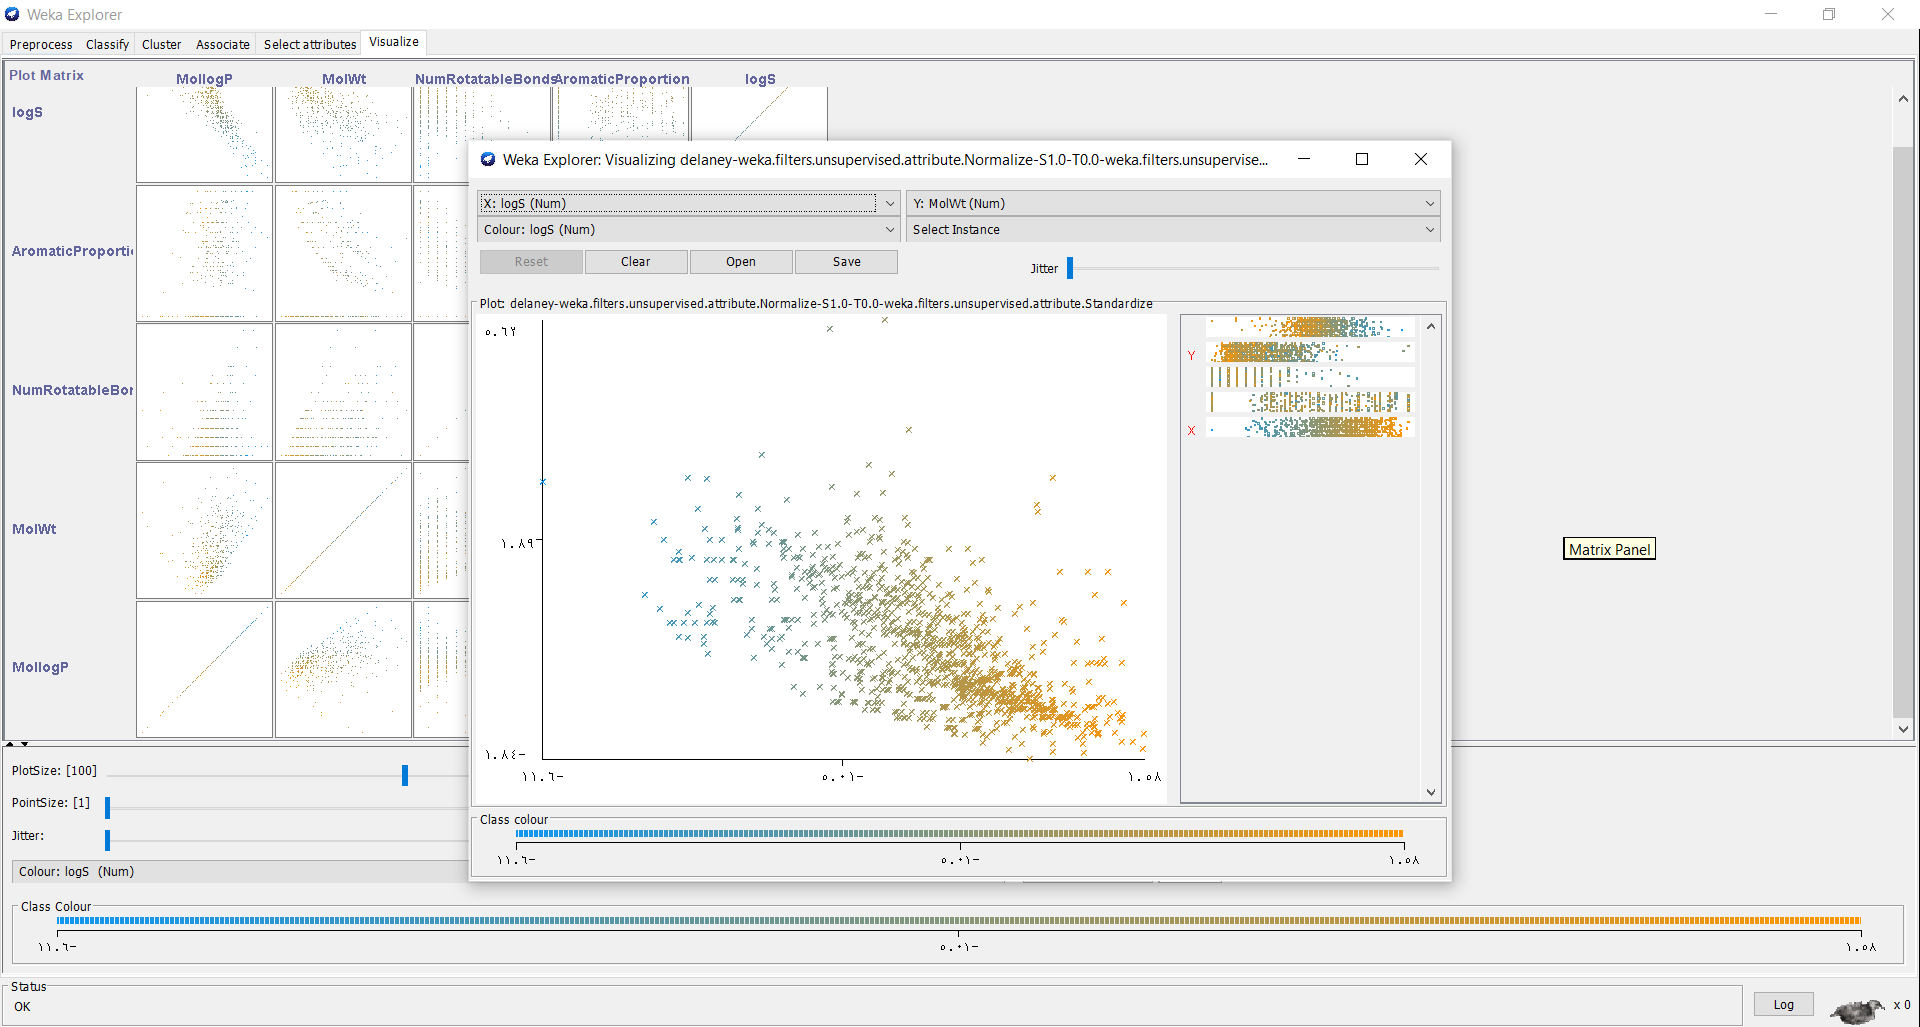 Weka Explorer
Preprocess Classify Cluster Associate Select attributes Visualize
Plot Matrix
MollogP MolWt NumRotatableBonds AromaticProportion logS
logS
AromaticProporti
NumRotatableBor
MolWt
MollogP
Weka Explorer: Visualizing delaney-weka.filters.unsupervised.attribute.Normalize-S1.0-T0.0-weka.filters.unsupervise...
X: logS (Num)
Y: MolWt (Num)
Colour: logS (Num)
Select Instance
Reset Clear Open Save
Jitter
Plot: delaney-weka.filters.unsupervised.attribute.Normalize-S1.0-T0.0-weka.filters.unsupervised.attribute.Standardize
٥.٦٢
١.٨٩
١.٨٤-
١١.٦- ٥.٠١- ١.٥٨
Y
X
Class colour
١١.٦- ٥.٠١- ١.٥٨
Matrix Panel
PlotSize: [100]
PointSize: [1]
Jitter:
Colour: logS (Num)
Class Colour
١١.٦- ٥.٠١- ١.٥٨
Status
OK
Log
x 0